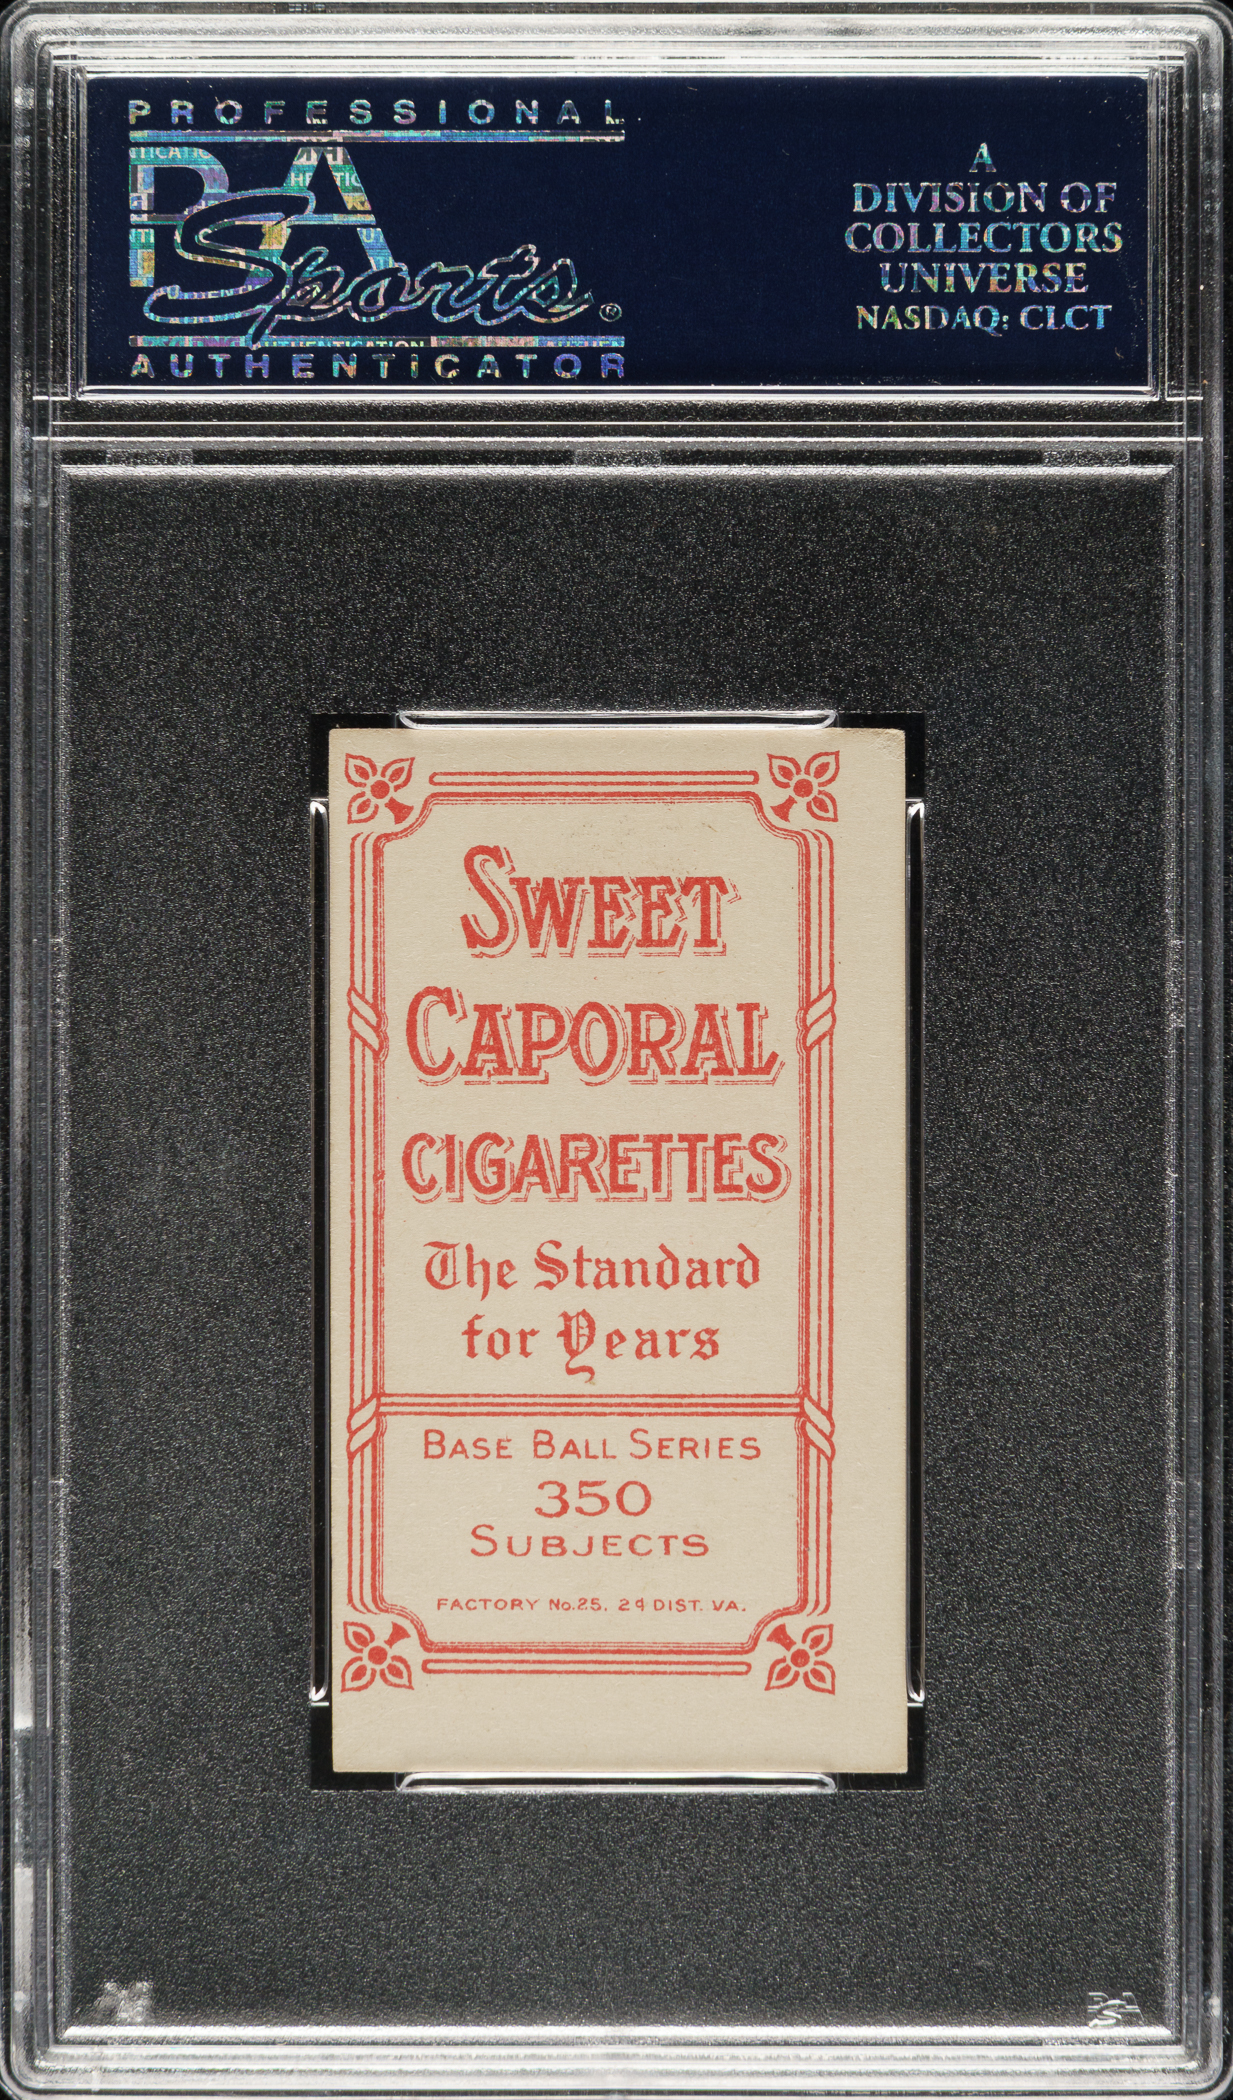 PROFESSIONAL
PSA
Sports®
AUTHENTICATOR
A
DIVISION OF
COLLECTORS
UNIVERSE
NASDAQ: CLCT
SWEET
CAPORAL
CIGARETTES
The Standard
for Years
BASE BALL SERIES
350
SUBJECTS
FACTORY No.25, 2d DIST. VA.
PSA